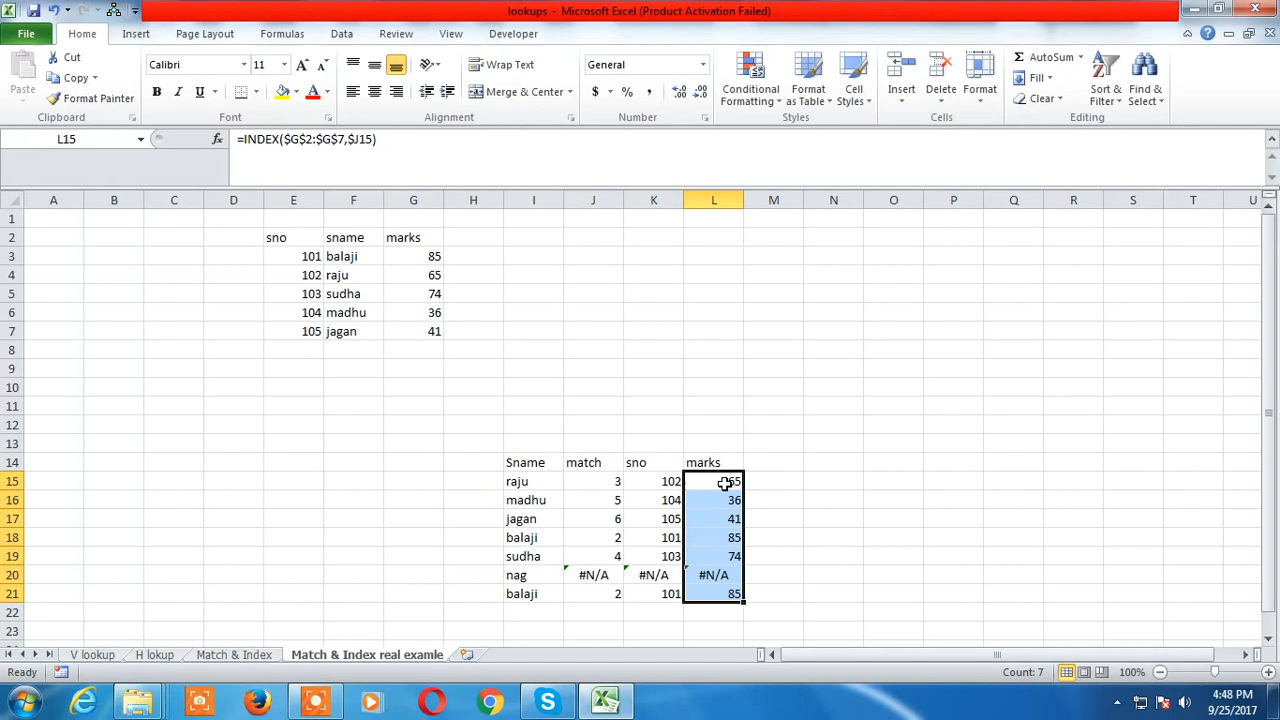 lookups - Microsoft Excel (Product Activation Failed)
File Home Insert Page Layout Formulas Data Review View Developer
Paste Cut Copy Format Painter Clipboard
Calibri 11 B I U A A A Font
Wrap Text Merge & Center Alignment
General $ % , Number
Conditional Formatting Format as Table Cell Styles Styles
Insert Delete Format Cells
Σ AutoSum Fill Clear Sort & Filter Find & Select Editing
L15 fx =INDEX($G$2:$G$7,$J15)
A B C D E F G H I J K L M N O P Q R S T U
1
2 sno sname marks
3 101 balaji 85
4 102 raju 65
5 103 sudha 74
6 104 madhu 36
7 105 jagan 41
8
9
10
11
12
13
14 Sname match sno marks
15 raju 3 102 65
16 madhu 5 104 36
17 jagan 6 105 41
18 balaji 2 101 85
19 sudha 4 103 74
20 nag #N/A #N/A #N/A
21 balaji 2 101 85
22
23
V lookup H lokup Match & Index Match & Index real examle
Ready Count: 7 100%
4:48 PM
9/25/2017